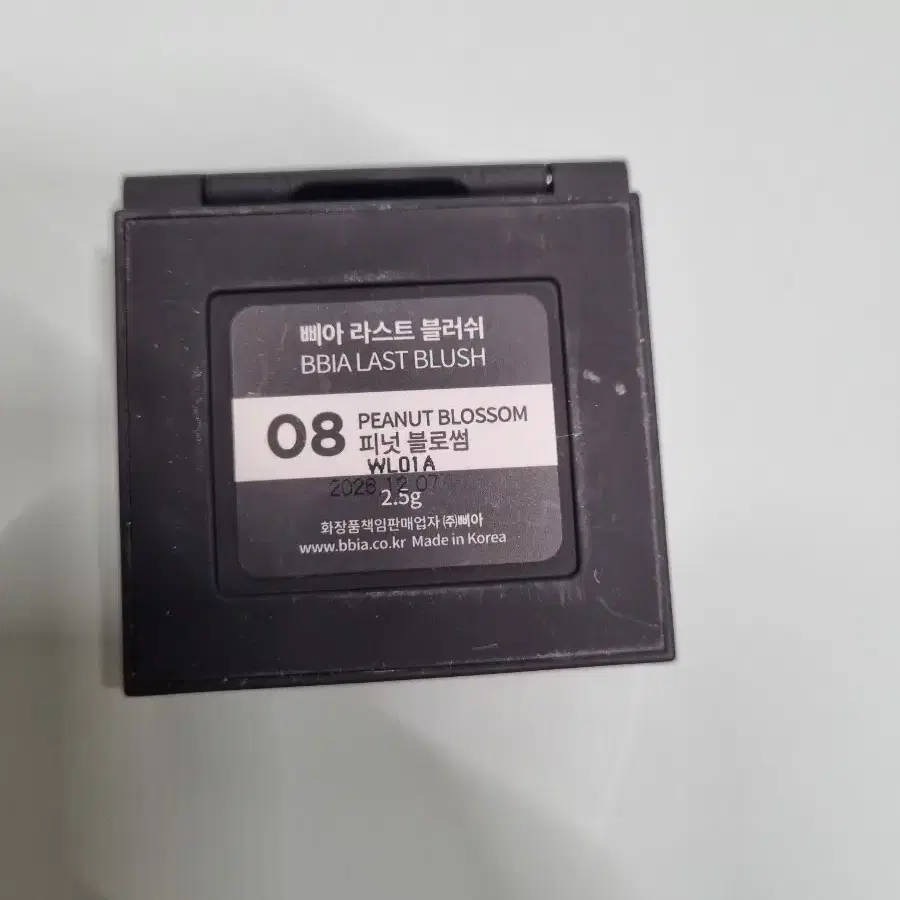 삐아 라스트 블러쉬
BBIA LAST BLUSH
08 PEANUT BLOSSOM
피넛 블로썸
WL01A
2026 12 07
2.5g
화장품책임판매업자 ㈜삐아
www.bbia.co.kr Made in Korea